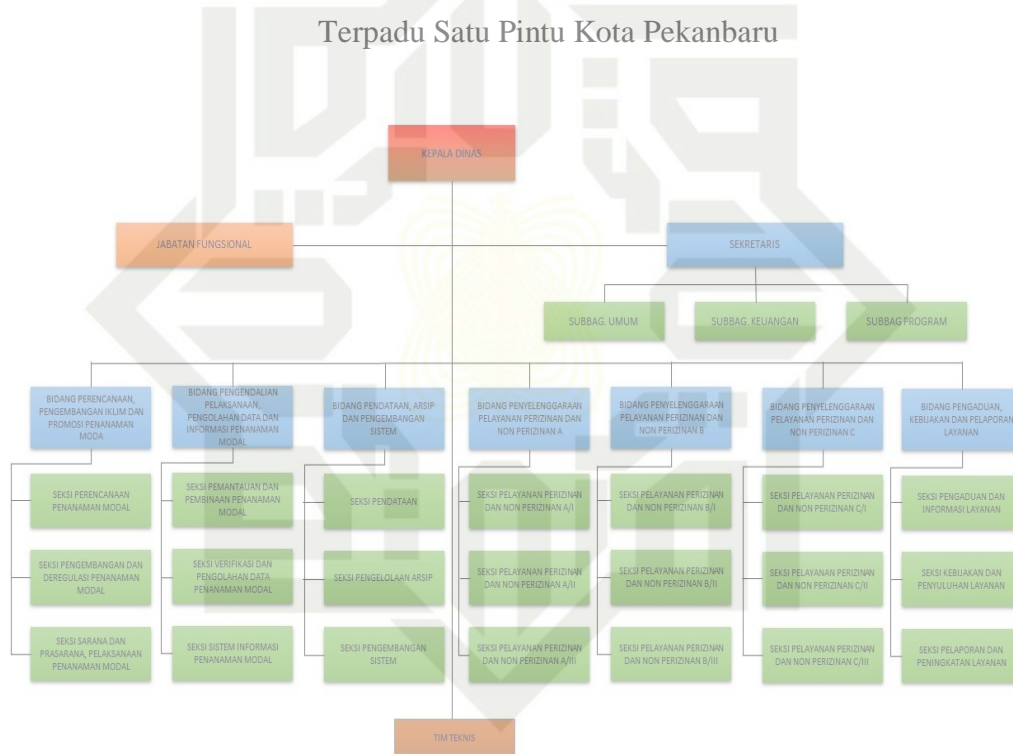 Terpadu Satu Pintu Kota Pekanbaru
KEPALA DINAS
JABATAN FUNGSIONAL
SEKRETARIS
SUBBAG. UMUM
SUBBAG. KEUANGAN
SUBBAG PROGRAM
BIDANG PERENCANAAN,
PENGEMBANGAN IKLIM DAN
PROMOSI PENANAMAN
MODA
BIDANG PENGENDALIAN
PELAKSANAAN,
PENGOLAHAN DATA DAN
INFORMASI PENANAMAN
MODAL
BIDANG PENDATAAN, ARSIP
DAN PENGEMBANGAN
SISTEM
BIDANG PENYELENGGARAAN
PELAYANAN PERIZINAN DAN
NON PERIZINAN A
BIDANG PENYELENGGARAAN
PELAYANAN PERIZINAN DAN
NON PERIZINAN B
BIDANG PENYELENGGARAAN
PELAYANAN PERIZINAN DAN
NON PERIZINAN C
BIDANG PENGADUAN,
KEBIJAKAN DAN PELAPORAN
LAYANAN
SEKSI PERENCANAAN
PENANAMAN MODAL
SEKSI PEMANTAUAN DAN
PEMBINAAN PENANAMAN
MODAL
SEKSI PENDATAAN
SEKSI PELAYANAN PERIZINAN
DAN NON PERIZINAN A/I
SEKSI PELAYANAN PERIZINAN
DAN NON PERIZINAN B/I
SEKSI PELAYANAN PERIZINAN
DAN NON PERIZINAN C/I
SEKSI PENGADUAN DAN
INFORMASI LAYANAN
SEKSI PENGEMBANGAN DAN
DEREGULASI PENANAMAN
MODAL
SEKSI VERIFIKASI DAN
PENGOLAHAN DATA
PENANAMAN MODAL
SEKSI PENGELOLAAN ARSIP
SEKSI PELAYANAN PERIZINAN
DAN NON PERIZINAN A/II
SEKSI PELAYANAN PERIZINAN
DAN NON PERIZINAN B/II
SEKSI PELAYANAN PERIZINAN
DAN NON PERIZINAN C/II
SEKSI KEBIJAKAN DAN
PENYULUHAN LAYANAN
SEKSI SARANA DAN
PRASARANA, PELAKSANAAN
PENANAMAN MODAL
SEKSI SISTEM INFORMASI
PENANAMAN MODAL
SEKSI PENGEMBANGAN
SISTEM
SEKSI PELAYANAN PERIZINAN
DAN NON PERIZINAN A/III
SEKSI PELAYANAN PERIZINAN
DAN NON PERIZINAN B/III
SEKSI PELAYANAN PERIZINAN
DAN NON PERIZINAN C/III
SEKSI PELAPORAN DAN
PENINGKATAN LAYANAN
TIM TEKNIS